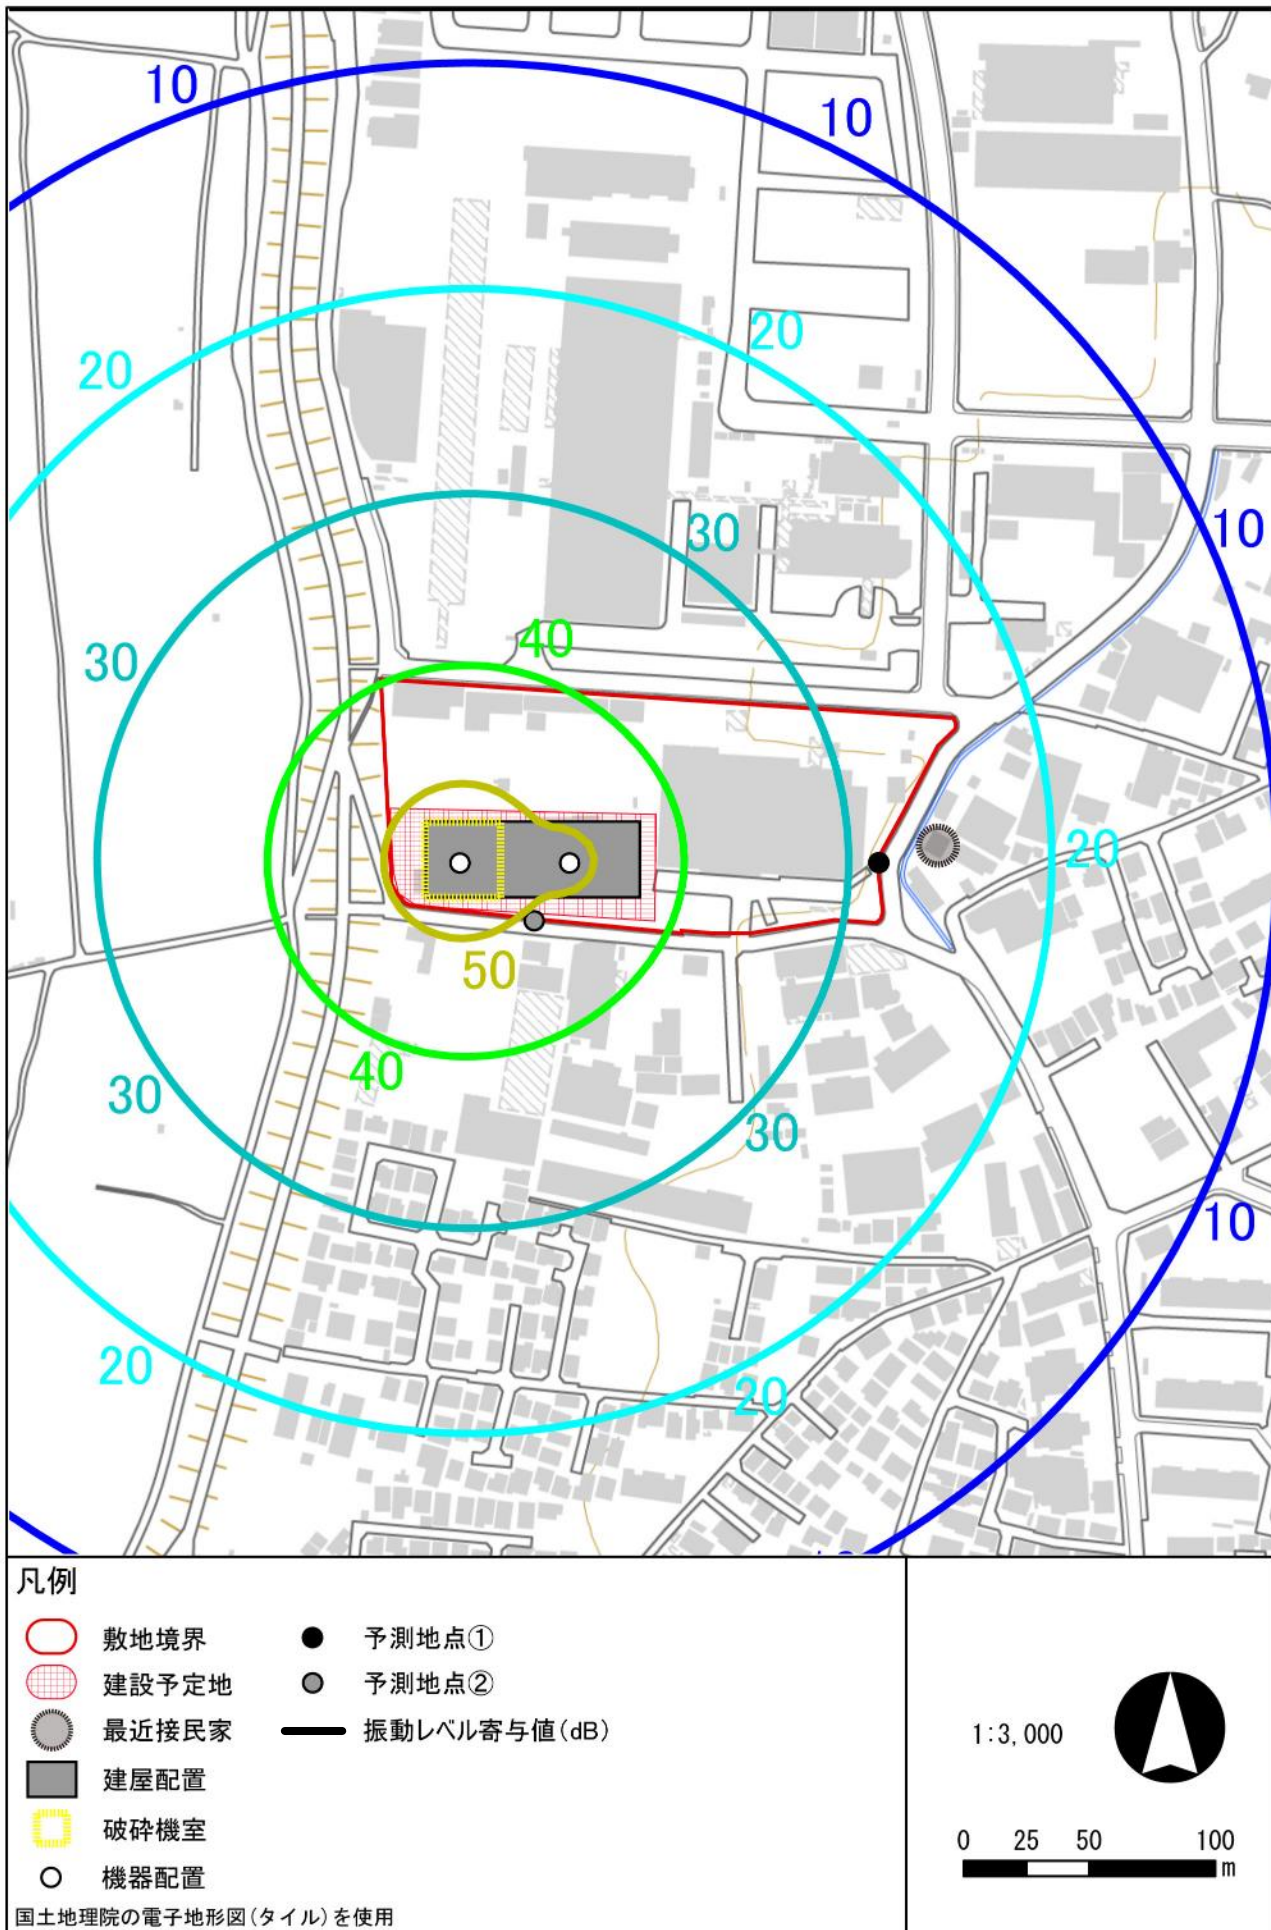 10
10
20
20
10
30
30
40
20
50
40
30
30
10
20
20
凡例
敷地境界
予測地点①
建設予定地
予測地点②
最近接民家
振動レベル寄与値(dB)
建屋配置
破砕機室
機器配置
国土地理院の電子地形図(タイル)を使用
1:3,000
0 25 50 100
m